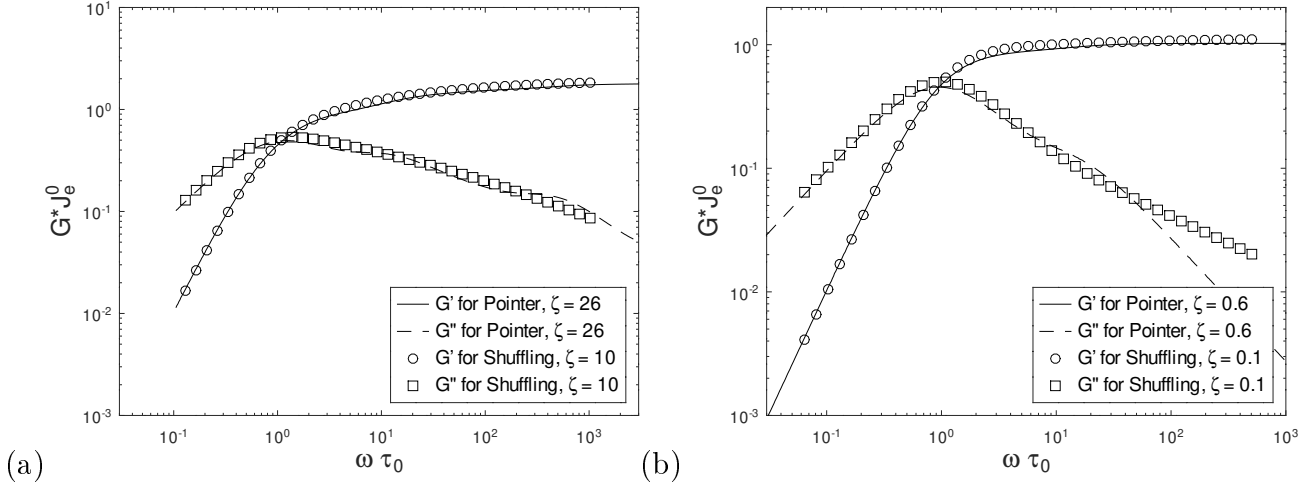 10^1
10^0
10^-1
10^-2
10^-3
G* J_e^0
10^-1
10^0
10^1
10^2
10^3
ω τ_0
G' for Pointer, ζ = 26
G'' for Pointer, ζ = 26
G' for Shuffling, ζ = 10
G'' for Shuffling, ζ = 10
(a)
10^0
10^-1
10^-2
10^-3
G* J_e^0
10^-1
10^0
10^1
10^2
10^3
ω τ_0
G' for Pointer, ζ = 0.6
G'' for Pointer, ζ = 0.6
G' for Shuffling, ζ = 0.1
G'' for Shuffling, ζ = 0.1
(b)